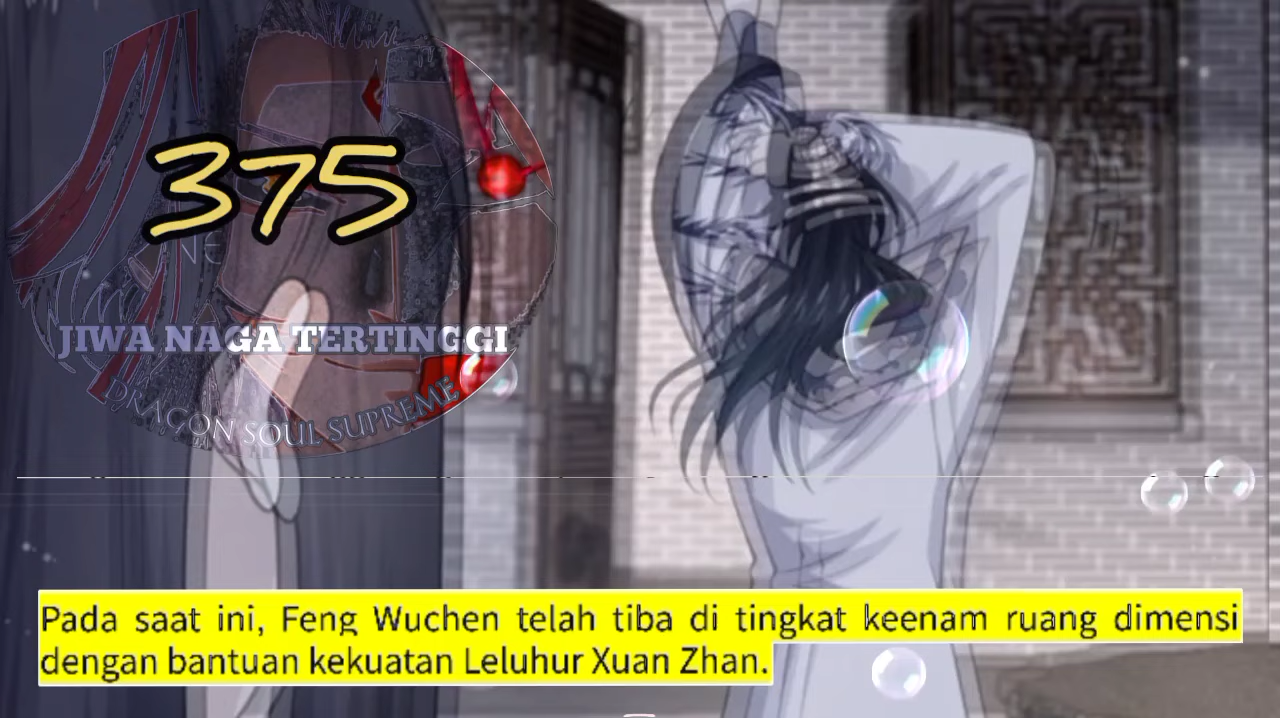 375
JIWA NAGA TERTINGGI
DRAGON SOUL SUPREME
Pada saat ini, Feng Wuchen telah tiba di tingkat keenam ruang dimensi
dengan bantuan kekuatan Leluhur Xuan Zhan.